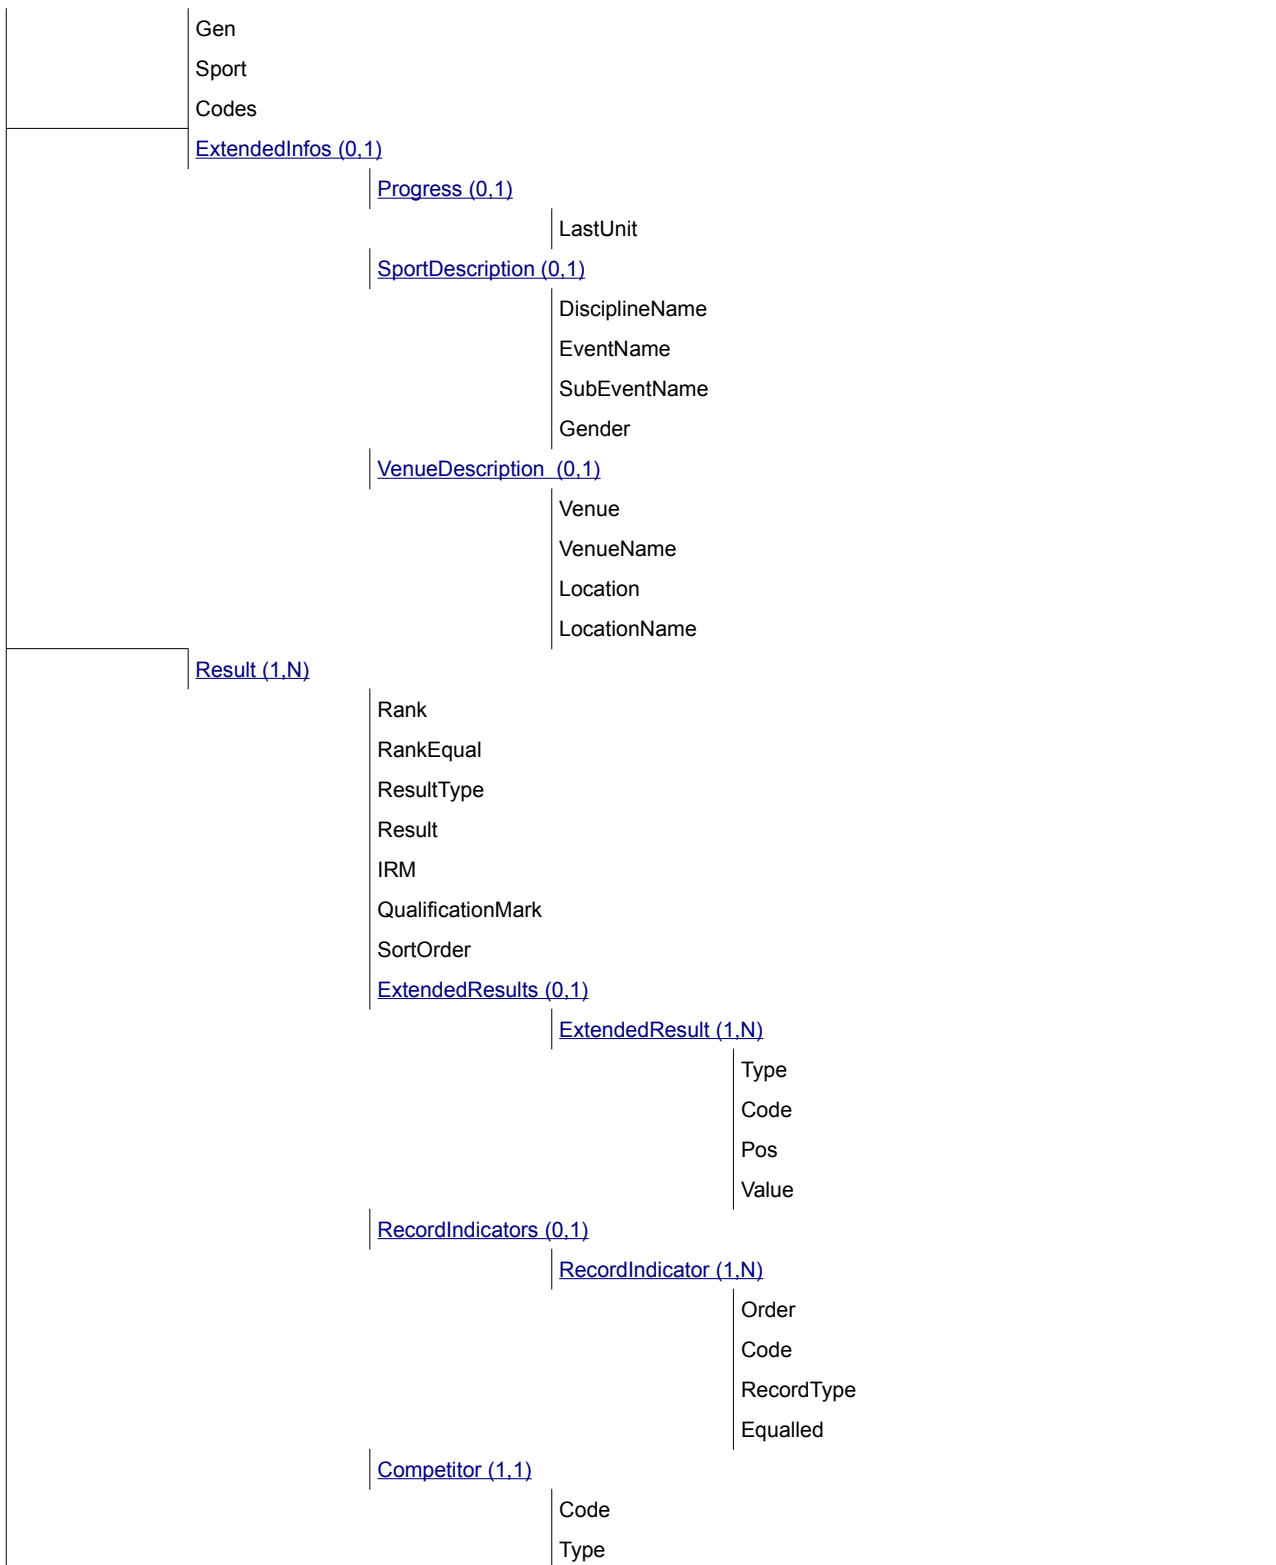 Gen
Sport
Codes
ExtendedInfos (0,1)
Progress (0,1)
LastUnit
SportDescription (0,1)
DisciplineName
EventName
SubEventName
Gender
VenueDescription  (0,1)
Venue
VenueName
Location
LocationName
Result (1,N)
Rank
RankEqual
ResultType
Result
IRM
QualificationMark
SortOrder
ExtendedResults (0,1)
ExtendedResult (1,N)
Type
Code
Pos
Value
RecordIndicators (0,1)
RecordIndicator (1,N)
Order
Code
RecordType
Equalled
Competitor (1,1)
Code
Type